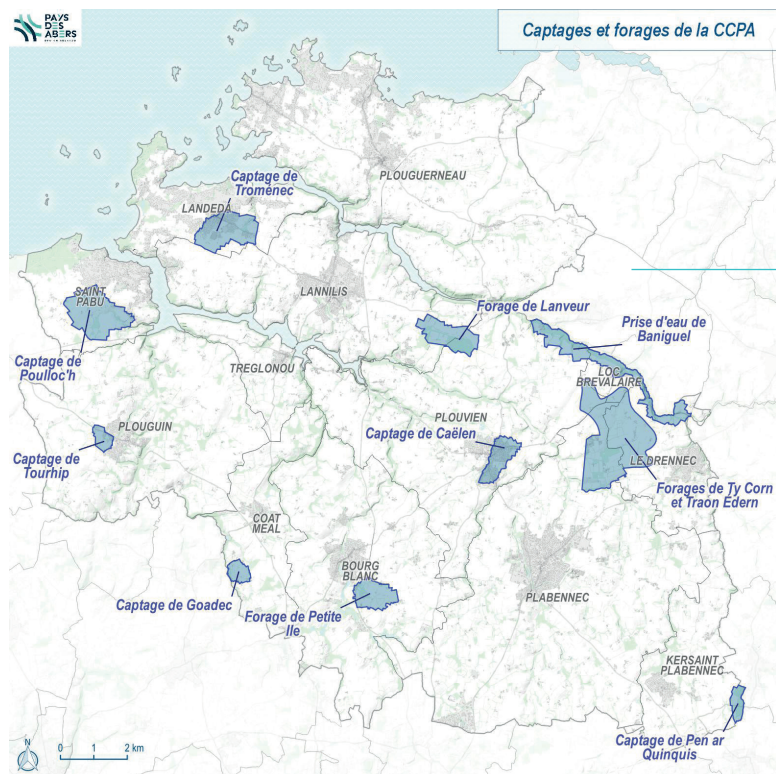 PAYS
DES
ABERS
Captages et forages de la CCPA
PLOUGUERNEAU
Captage de
Tromenec
LANDEDA
LANNILIS
SAINT
PABU
Forage de Lanveur
Prise d'eau de
Baniguel
Captage de
Poulloc'h
TREGLONOU
LOC
BREVALAIRE
PLOUVIEN
PLOUGUIN
Captage de Caëlen
Captage de
Tourhip
LE DRENNEC
Forages de Ty Corn
et Traon Edern
COAT
MEAL
BOURG
BLANC
PLABENNEC
Captage de Goadec
Forage de Petite
Ile
KERSAINT
PLABENNEC
Captage de Pen ar
Quinquis
N
0 1 2 km